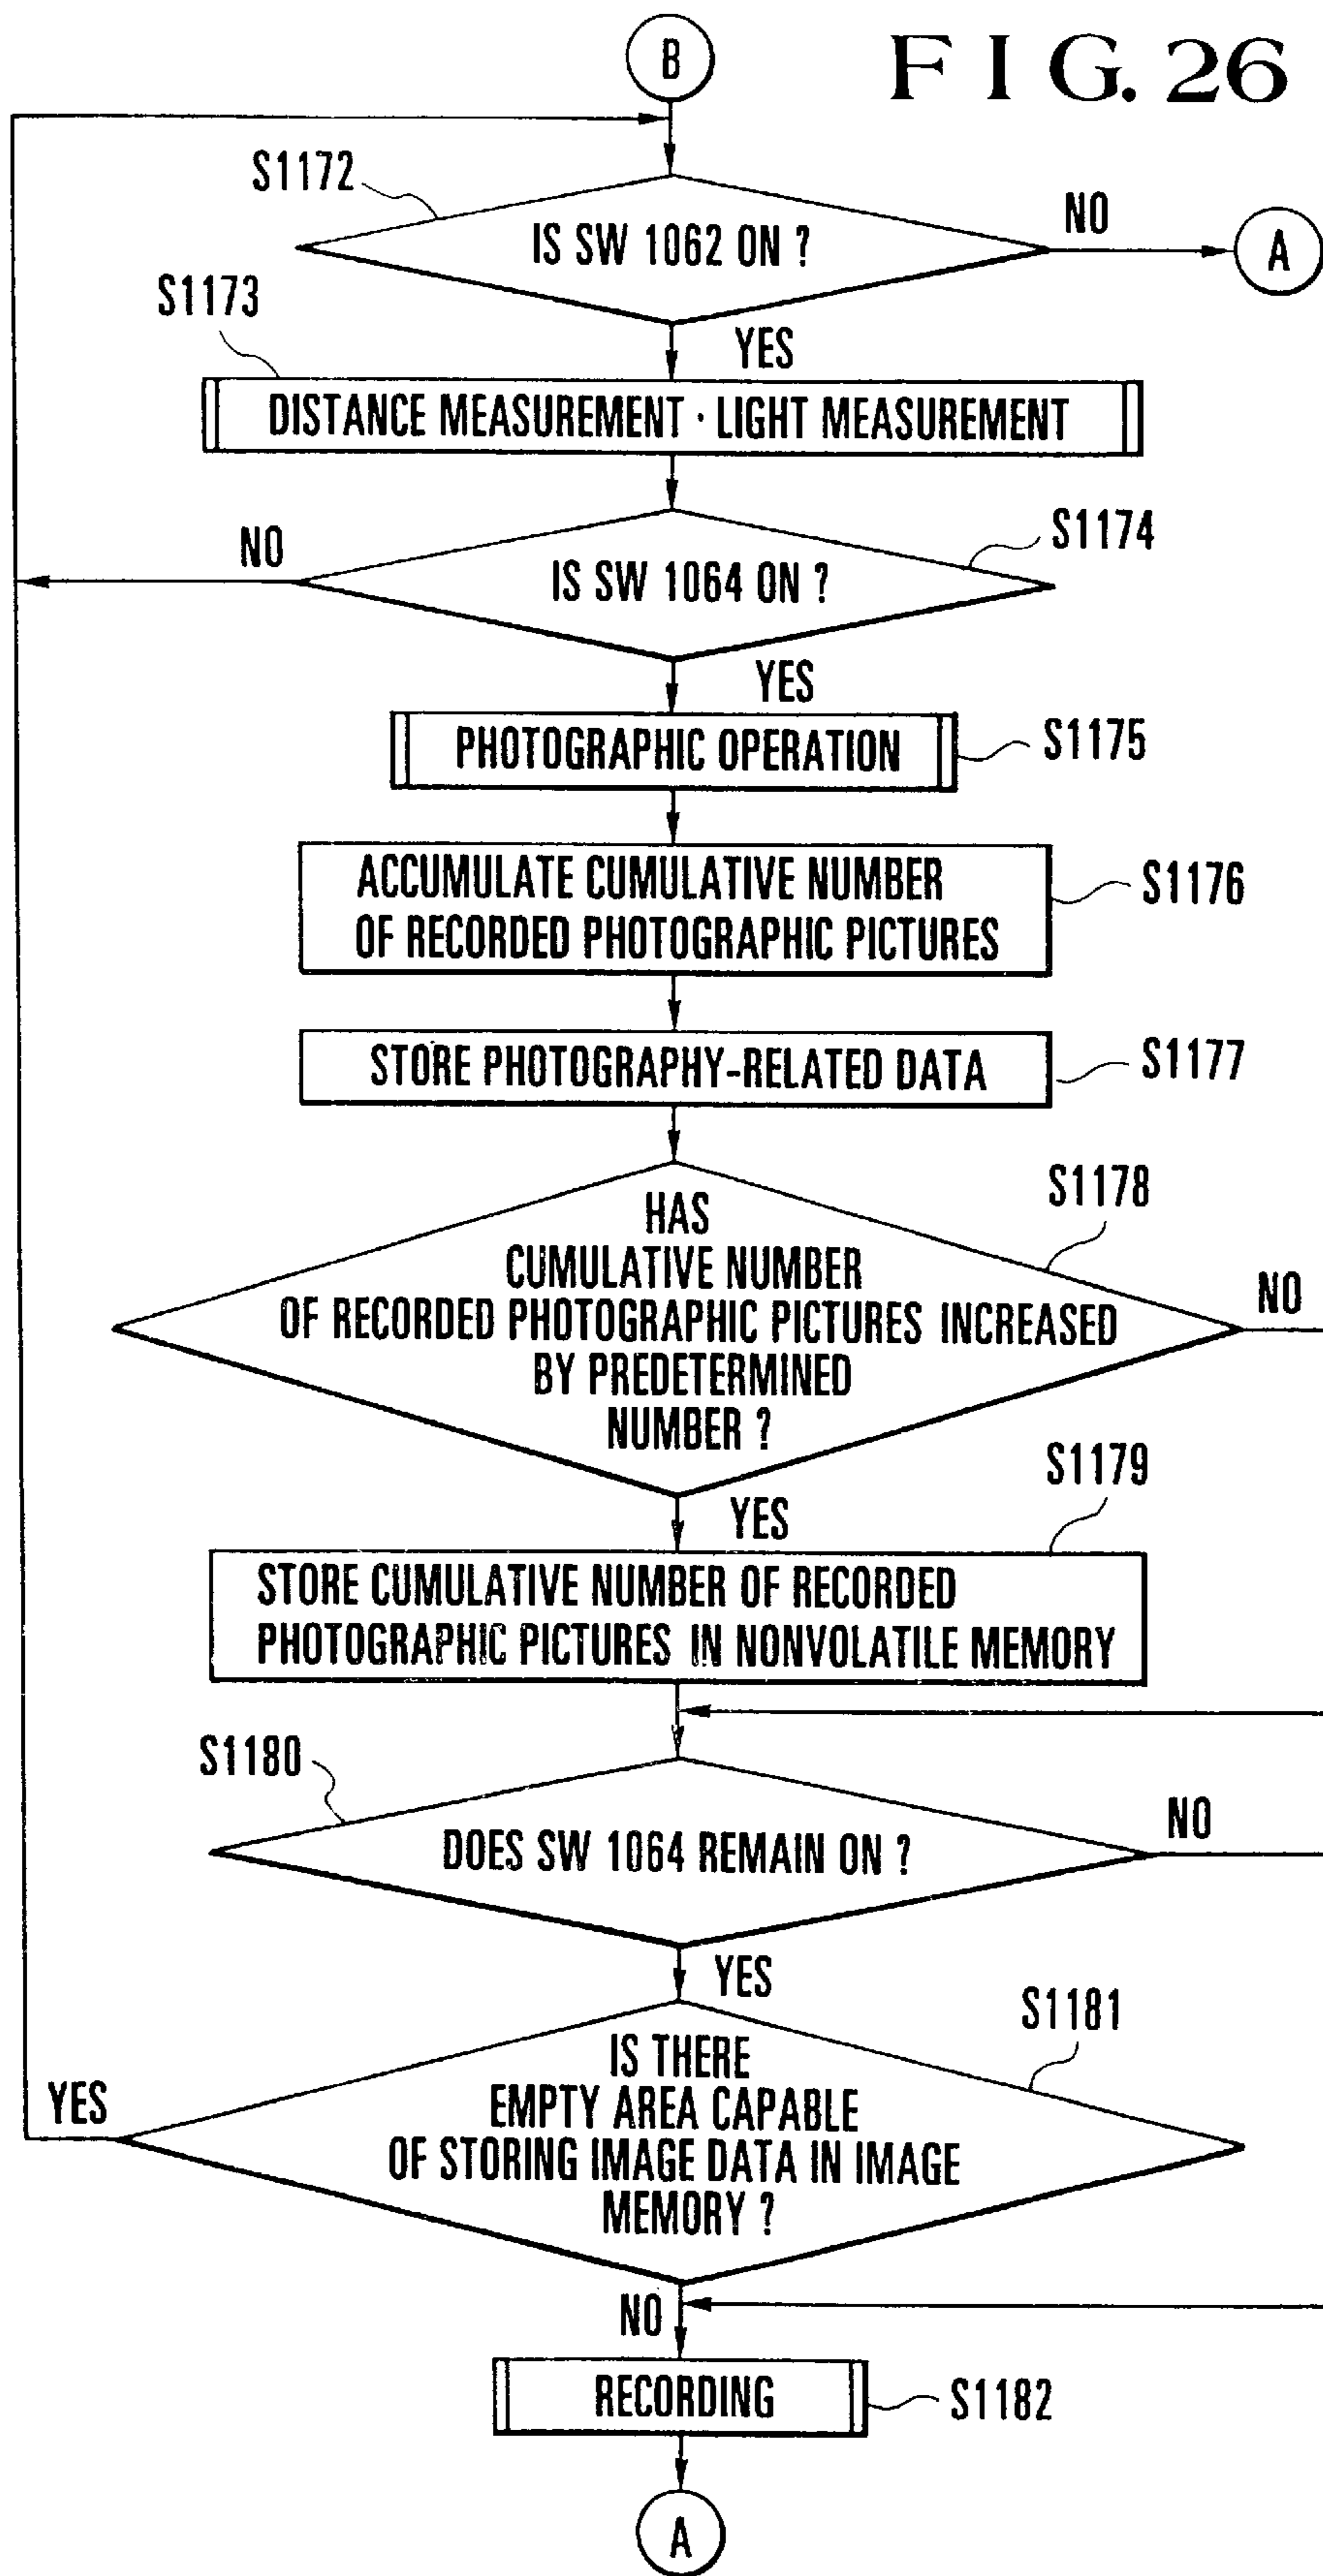 FIG. 26
B
S1172
IS SW 1062 ON ?
NO
A
S1173
YES
DISTANCE MEASUREMENT · LIGHT MEASUREMENT
S1174
NO
IS SW 1064 ON ?
YES
PHOTOGRAPHIC OPERATION
S1175
ACCUMULATE CUMULATIVE NUMBER
OF RECORDED PHOTOGRAPHIC PICTURES
S1176
STORE PHOTOGRAPHY-RELATED DATA
S1177
S1178
HAS
CUMULATIVE NUMBER
OF RECORDED PHOTOGRAPHIC PICTURES INCREASED
BY PREDETERMINED
NUMBER ?
NO
S1179
YES
STORE CUMULATIVE NUMBER OF RECORDED
PHOTOGRAPHIC PICTURES IN NONVOLATILE MEMORY
S1180
DOES SW 1064 REMAIN ON ?
NO
YES
S1181
IS THERE
EMPTY AREA CAPABLE
OF STORING IMAGE DATA IN IMAGE
MEMORY ?
YES
NO
RECORDING
S1182
A